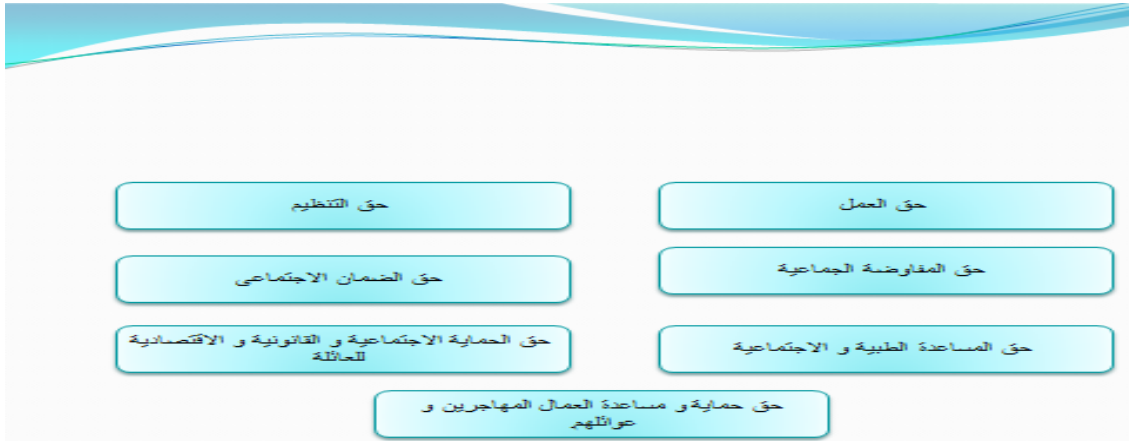 حق العمل
حق التنظيم
حق المفاوضة الجماعية
حق الضمان الاجتماعى
حق المساعدة الطبية و الاجتماعية
حق الحماية الاجتماعية و القانونية و الاقتصادية
للعائلة
حق حماية و مساعدة العمال المهاجرين و
عوائلهم